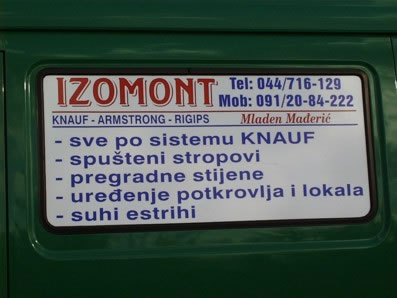 IZOMONT Tel: 044/716-129
Mob: 091/20-84-222
KNAUF - ARMSTRONG - RIGIPS Mladen Mađerić
- sve po sistemu KNAUF
- spušteni stropovi
- pregradne stijene
- uređenje potkrovlja i lokala
- suhi estrihi